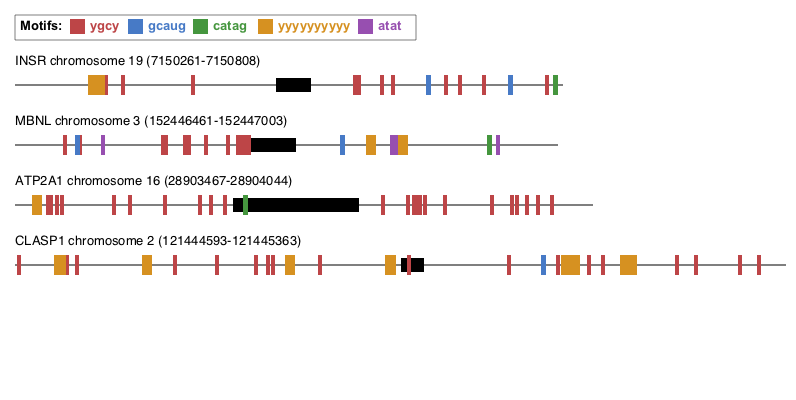 Motifs: ygcy gcaug catag yyyyyyyyyy atat
INSR chromosome 19 (7150261-7150808)
MBNL chromosome 3 (152446461-152447003)
ATP2A1 chromosome 16 (28903467-28904044)
CLASP1 chromosome 2 (121444593-121445363)